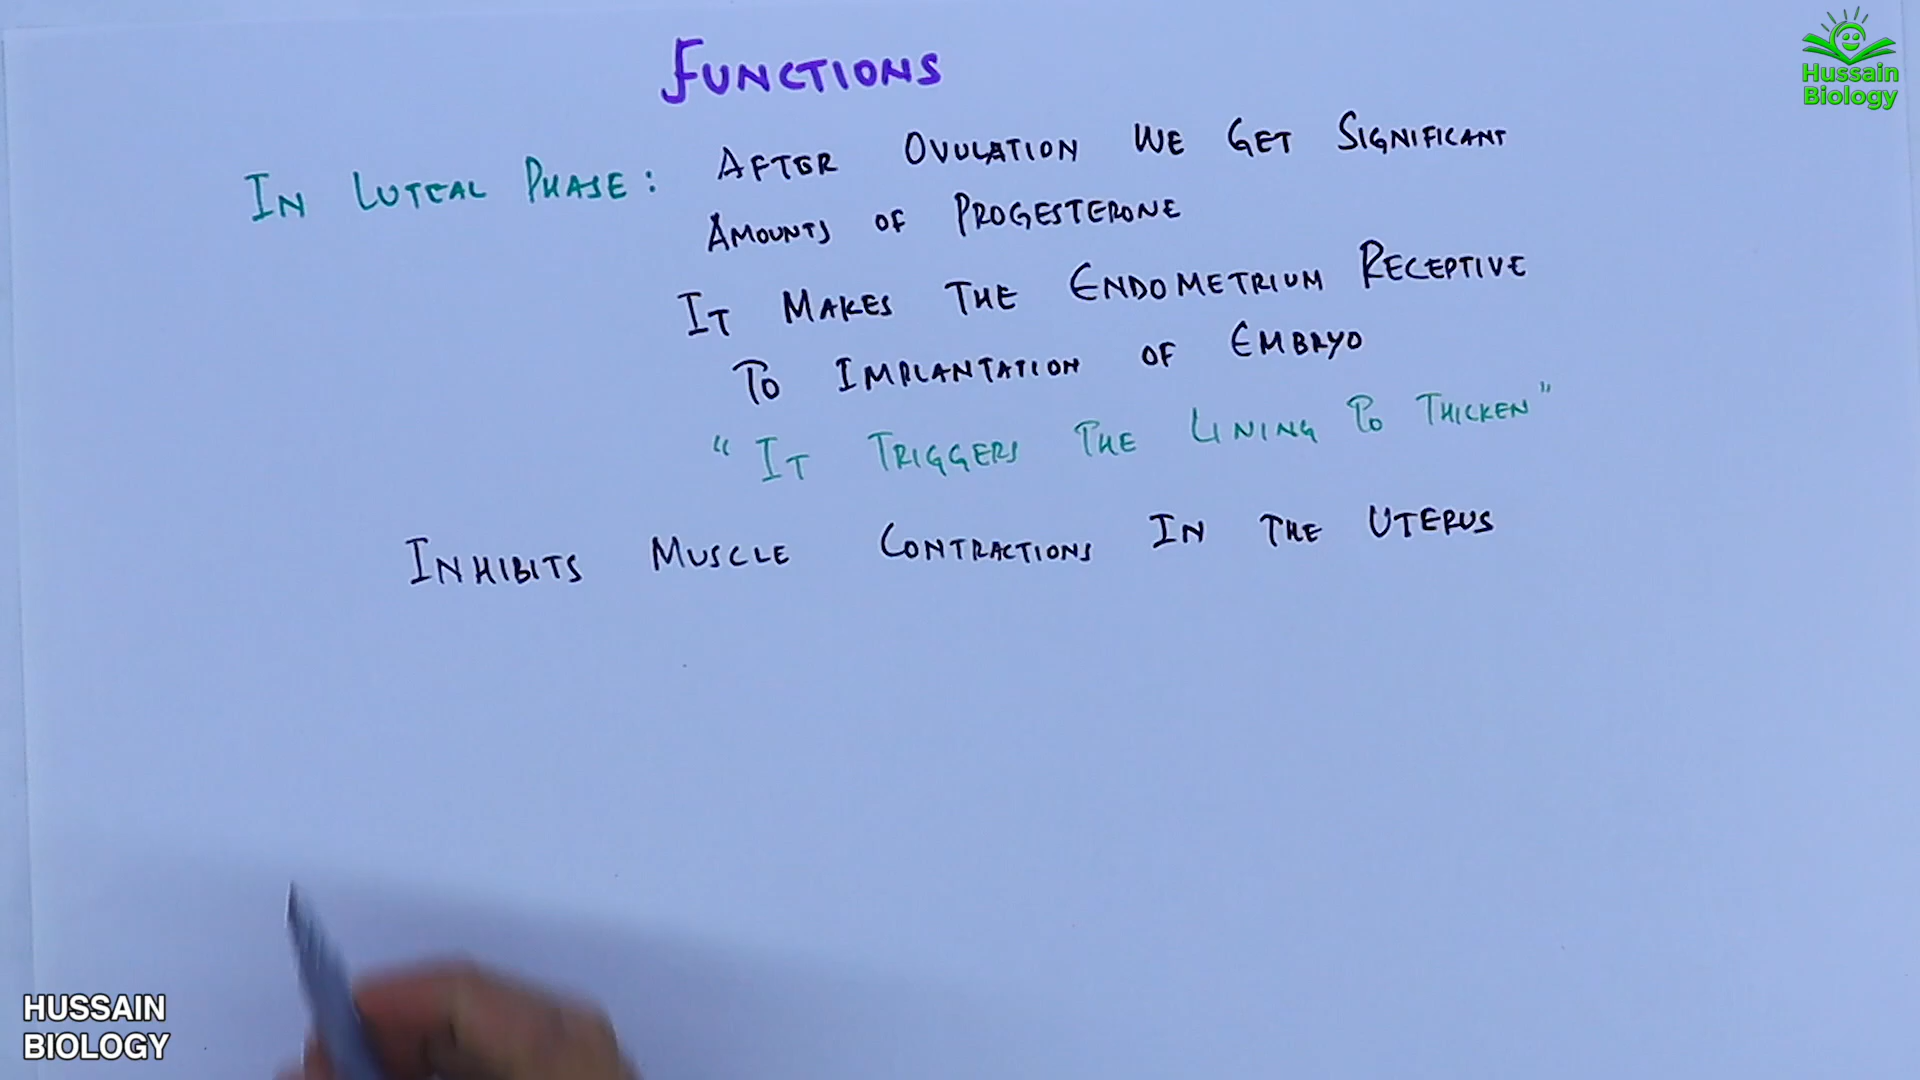 FUNCTIONS
IN LUTEAL PHASE: AFTER OVULATION WE GET SIGNIFICANT
AMOUNTS OF PROGESTERONE
IT MAKES THE ENDOMETRIUM RECEPTIVE
TO IMPLANTATION OF EMBRYO
"IT TRIGGERS THE LINING TO THICKEN"
INHIBITS MUSCLE CONTRACTIONS IN THE UTERUS
Hussain
Biology
HUSSAIN
BIOLOGY